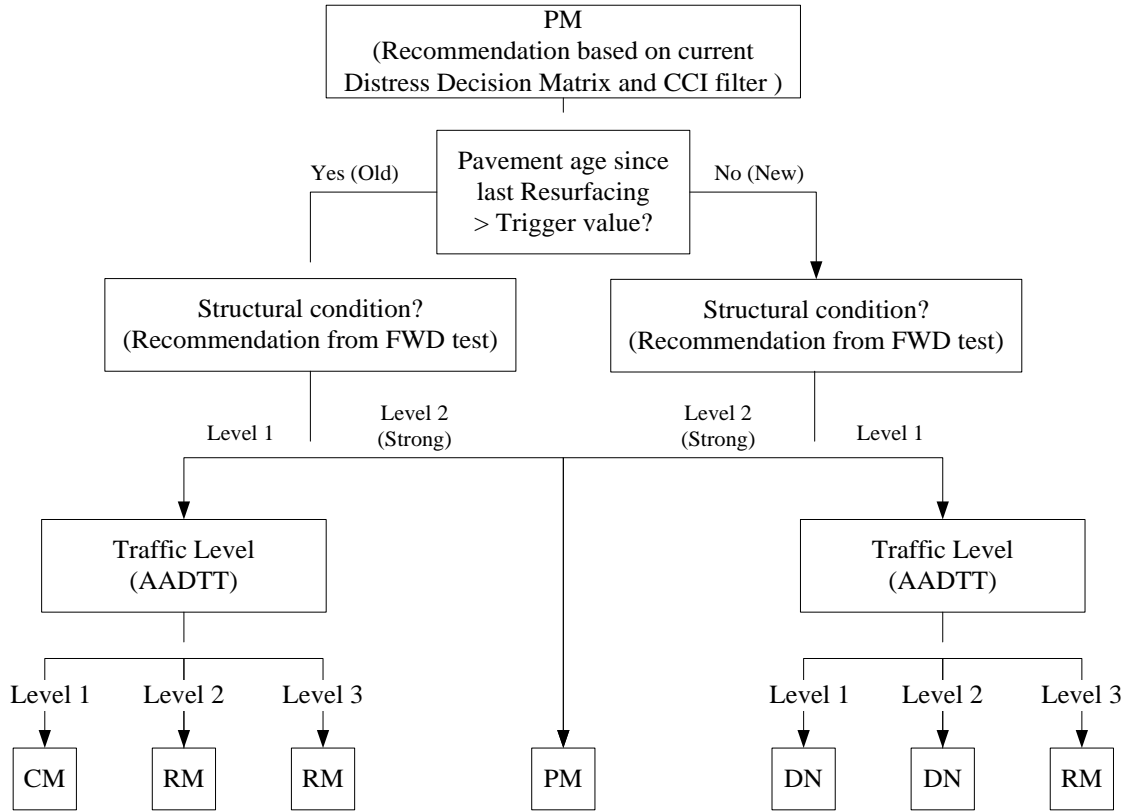 PM
(Recommendation based on current
Distress Decision Matrix and CCI filter )
Pavement age since
last Resurfacing
> Trigger value?
Yes (Old)
No (New)
Structural condition?
(Recommendation from FWD test)
Structural condition?
(Recommendation from FWD test)
Level 1
Level 2
(Strong)
Level 2
(Strong)
Level 1
Traffic Level
(AADTT)
Traffic Level
(AADTT)
Level 1
Level 2
Level 3
Level 1
Level 2
Level 3
CM
RM
RM
PM
DN
DN
RM